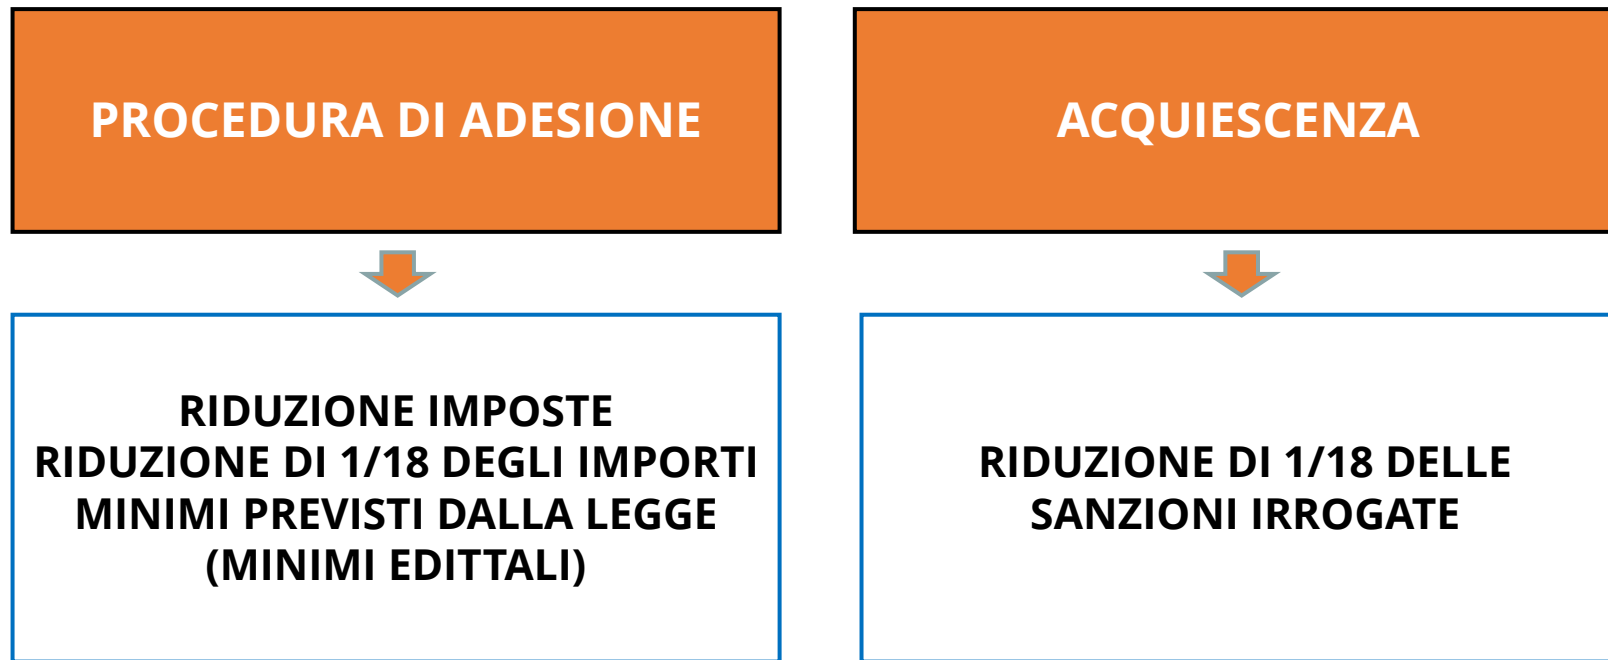 PROCEDURA DI ADESIONE
ACQUIESCENZA
RIDUZIONE IMPOSTE
RIDUZIONE DI 1/18 DEGLI IMPORTI
MINIMI PREVISTI DALLA LEGGE
(MINIMI EDITTALI)
RIDUZIONE DI 1/18 DELLE
SANZIONI IRROGATE